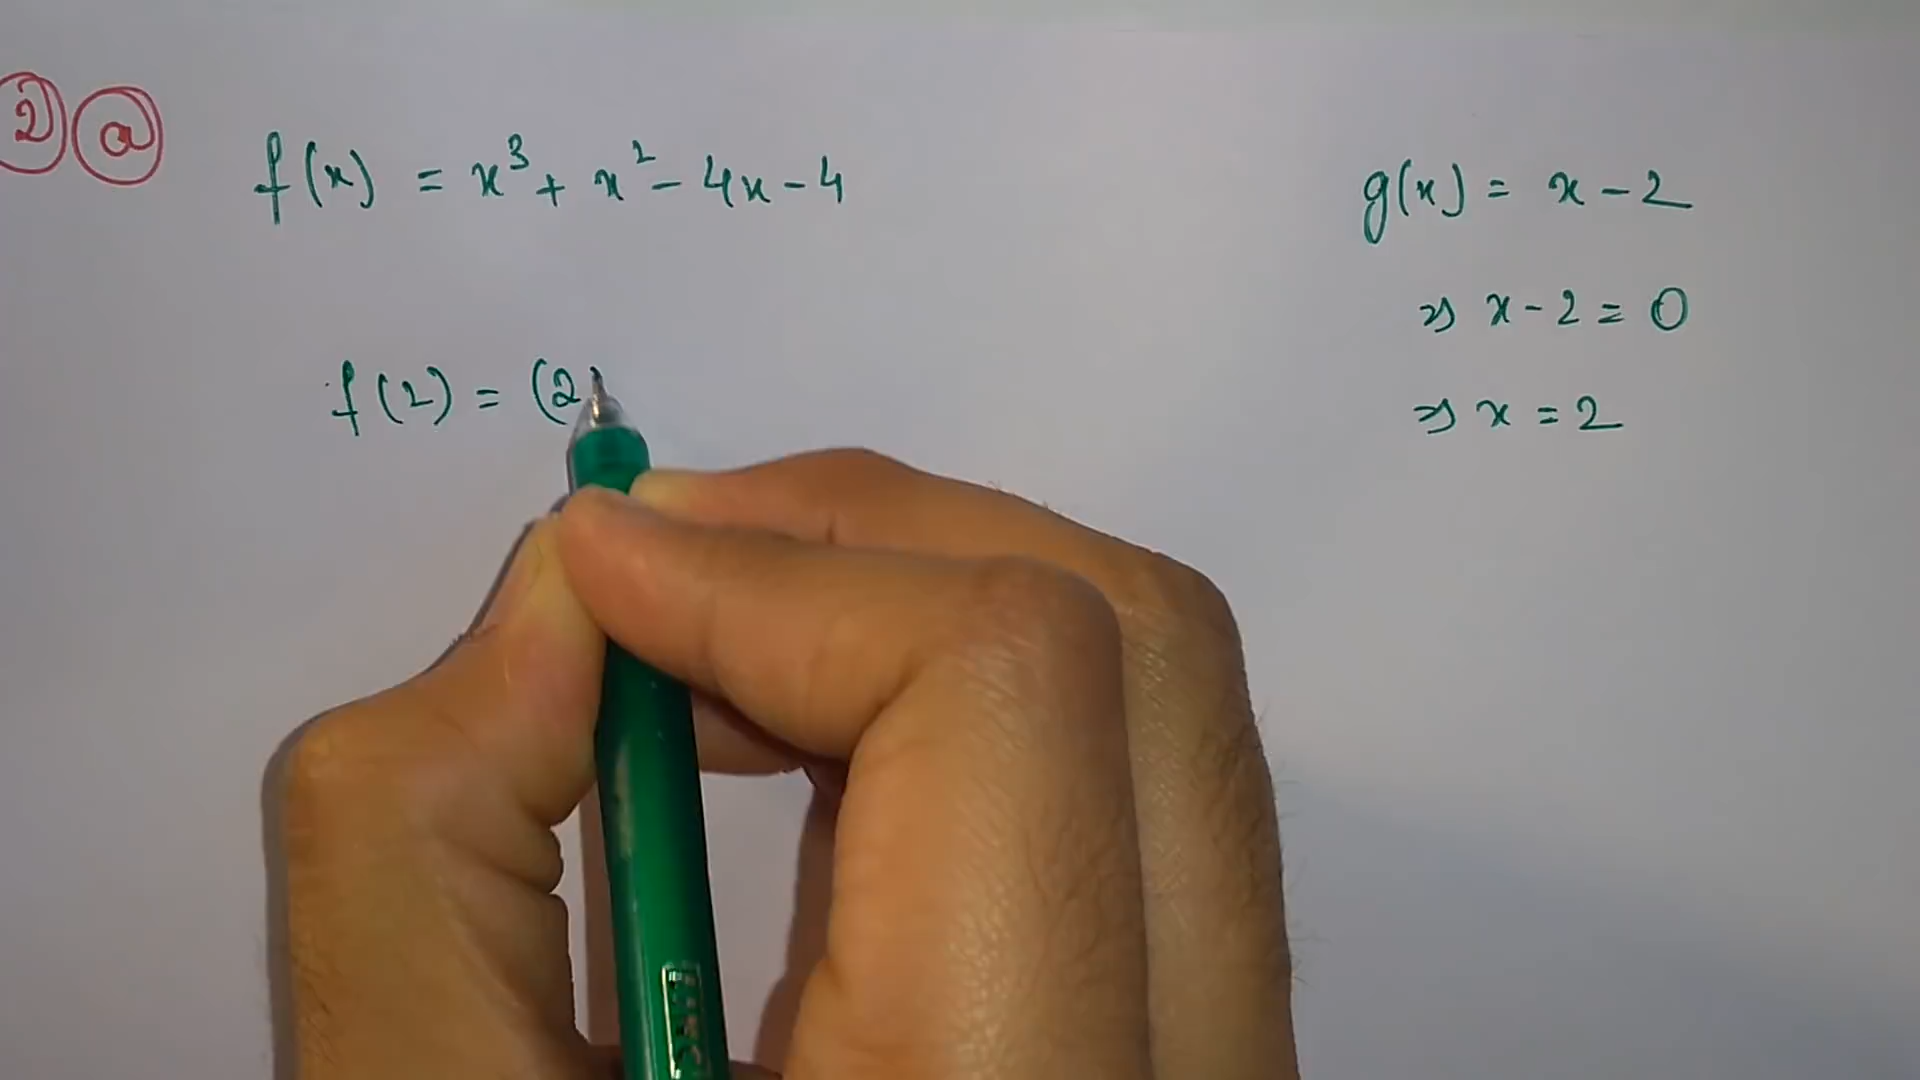 2 a
f(x) = x³ + x² - 4x - 4
g(x) = x - 2
⇒ x - 2 = 0
f(2) = (2)
⇒ x = 2